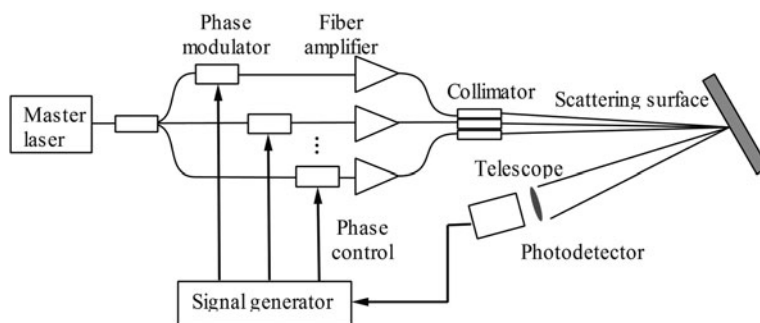 Phase
modulator
Fiber
amplifier
Collimator
Scattering surface
Master
laser
Telescope
Phase
control
Photodetector
Signal generator